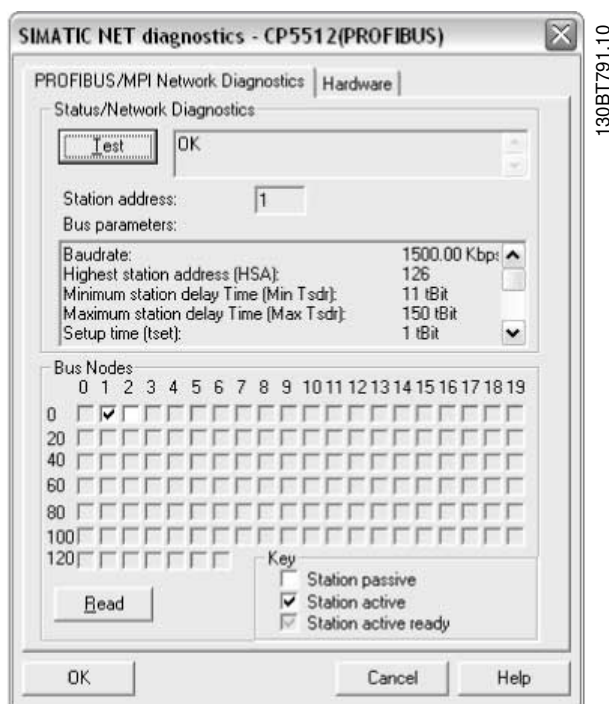 SIMATIC NET diagnostics - CP5512(PROFIBUS)
130BT791.10
PROFIBUS/MPI Network Diagnostics
Hardware
Status/Network Diagnostics
Test
OK
Station address:
1
Bus parameters:
Baudrate: 1500.00 Kbps
Highest station address (HSA): 126
Minimum station delay Time (Min Tsdr): 11 tBit
Maximum station delay Time (Max Tsdr): 150 tBit
Setup time (tset): 1 tBit
Bus Nodes
0 1 2 3 4 5 6 7 8 9 10 11 12 13 14 15 16 17 18 19
0
20
40
60
80
100
120
Key
Station passive
Station active
Station active ready
Read
OK
Cancel
Help